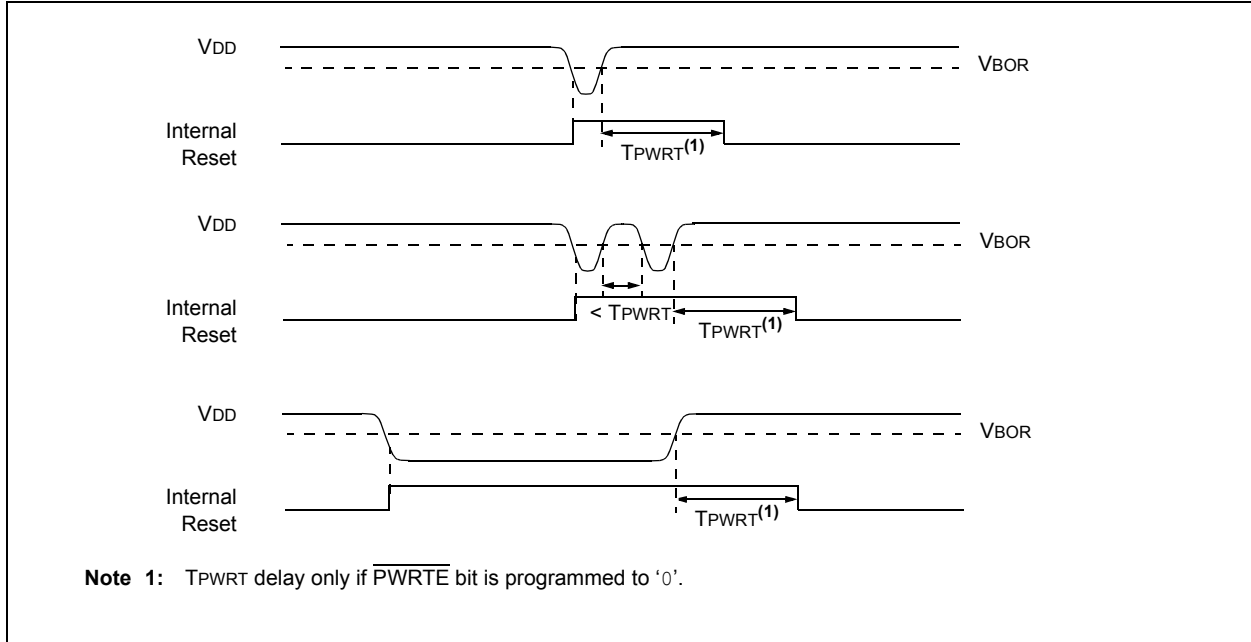 VDD
VBOR
Internal
Reset
TPWRT(1)
VDD
VBOR
Internal
Reset
< TPWRT
TPWRT(1)
VDD
VBOR
Internal
Reset
TPWRT(1)
Note 1: TPWRT delay only if PWRTE bit is programmed to ‘0’.